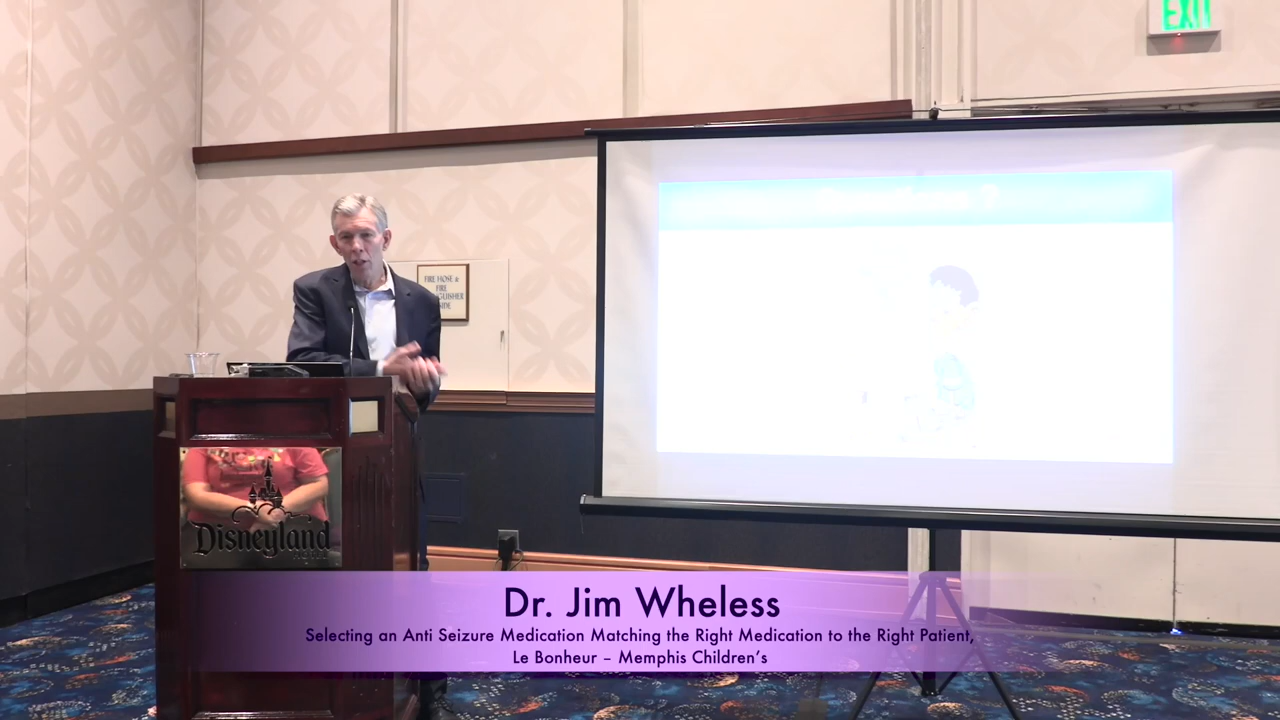 EXIT
FIRE HOSE &
FIRE
Disneyland
HOTEL
Dr. Jim Wheless
Selecting an Anti Seizure Medication Matching the Right Medication to the Right Patient,
Le Bonheur – Memphis Children's